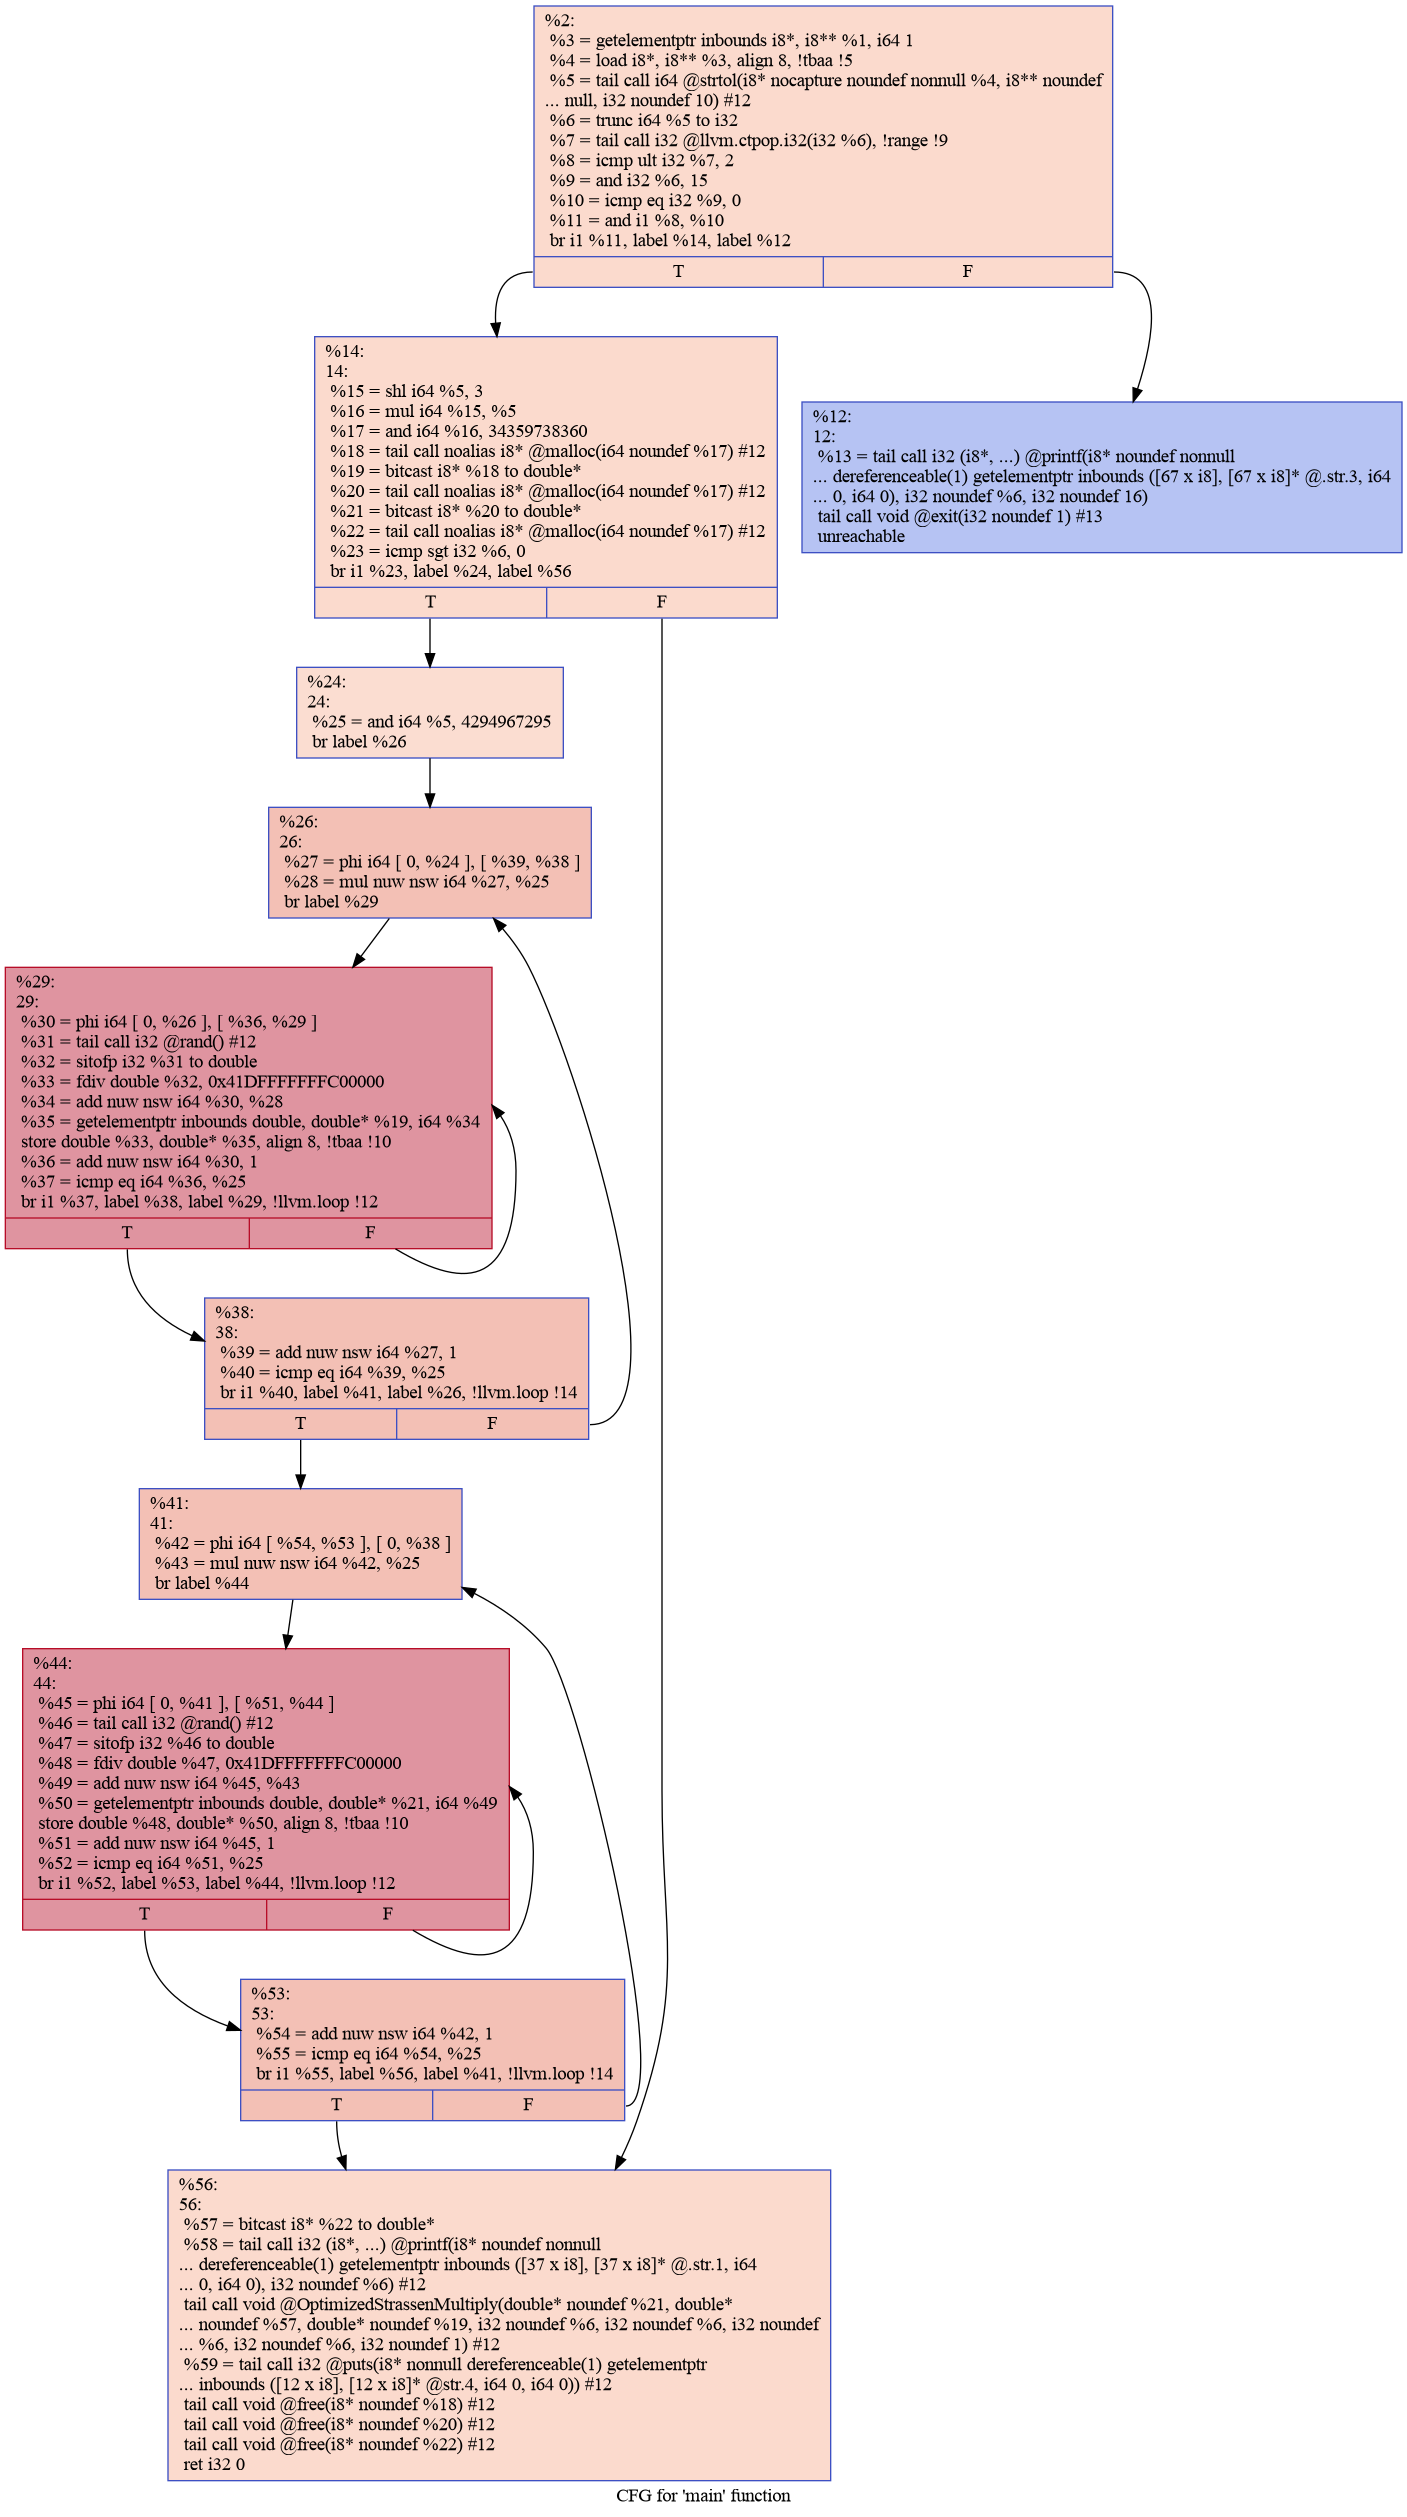 %2:
%3 = getelementptr inbounds i8*, i8** %1, i64 1
%4 = load i8*, i8** %3, align 8, !tbaa !5
%5 = tail call i64 @strtol(i8* nocapture noundef nonnull %4, i8** noundef
... null, i32 noundef 10) #12
%6 = trunc i64 %5 to i32
%7 = tail call i32 @llvm.ctpop.i32(i32 %6), !range !9
%8 = icmp ult i32 %7, 2
%9 = and i32 %6, 15
%10 = icmp eq i32 %9, 0
%11 = and i1 %8, %10
br i1 %11, label %14, label %12
T F
%14:
14:
%15 = shl i64 %5, 3
%16 = mul i64 %15, %5
%17 = and i64 %16, 34359738360
%18 = tail call noalias i8* @malloc(i64 noundef %17) #12
%19 = bitcast i8* %18 to double*
%20 = tail call noalias i8* @malloc(i64 noundef %17) #12
%21 = bitcast i8* %20 to double*
%22 = tail call noalias i8* @malloc(i64 noundef %17) #12
%23 = icmp sgt i32 %6, 0
br i1 %23, label %24, label %56
T F
%12:
12:
%13 = tail call i32 (i8*, ...) @printf(i8* noundef nonnull
... dereferenceable(1) getelementptr inbounds ([67 x i8], [67 x i8]* @.str.3, i64
... 0, i64 0), i32 noundef %6, i32 noundef 16)
tail call void @exit(i32 noundef 1) #13
unreachable
%24:
24:
%25 = and i64 %5, 4294967295
br label %26
%26:
26:
%27 = phi i64 [ 0, %24 ], [ %39, %38 ]
%28 = mul nuw nsw i64 %27, %25
br label %29
%29:
29:
%30 = phi i64 [ 0, %26 ], [ %36, %29 ]
%31 = tail call i32 @rand() #12
%32 = sitofp i32 %31 to double
%33 = fdiv double %32, 0x41DFFFFFFFC00000
%34 = add nuw nsw i64 %30, %28
%35 = getelementptr inbounds double, double* %19, i64 %34
store double %33, double* %35, align 8, !tbaa !10
%36 = add nuw nsw i64 %30, 1
%37 = icmp eq i64 %36, %25
br i1 %37, label %38, label %29, !llvm.loop !12
T F
%38:
38:
%39 = add nuw nsw i64 %27, 1
%40 = icmp eq i64 %39, %25
br i1 %40, label %41, label %26, !llvm.loop !14
T F
%41:
41:
%42 = phi i64 [ %54, %53 ], [ 0, %38 ]
%43 = mul nuw nsw i64 %42, %25
br label %44
%44:
44:
%45 = phi i64 [ 0, %41 ], [ %51, %44 ]
%46 = tail call i32 @rand() #12
%47 = sitofp i32 %46 to double
%48 = fdiv double %47, 0x41DFFFFFFFC00000
%49 = add nuw nsw i64 %45, %43
%50 = getelementptr inbounds double, double* %21, i64 %49
store double %48, double* %50, align 8, !tbaa !10
%51 = add nuw nsw i64 %45, 1
%52 = icmp eq i64 %51, %25
br i1 %52, label %53, label %44, !llvm.loop !12
T F
%53:
53:
%54 = add nuw nsw i64 %42, 1
%55 = icmp eq i64 %54, %25
br i1 %55, label %56, label %41, !llvm.loop !14
T F
%56:
56:
%57 = bitcast i8* %22 to double*
%58 = tail call i32 (i8*, ...) @printf(i8* noundef nonnull
... dereferenceable(1) getelementptr inbounds ([37 x i8], [37 x i8]* @.str.1, i64
... 0, i64 0), i32 noundef %6) #12
tail call void @OptimizedStrassenMultiply(double* noundef %21, double*
... noundef %57, double* noundef %19, i32 noundef %6, i32 noundef %6, i32 noundef
... %6, i32 noundef %6, i32 noundef 1) #12
%59 = tail call i32 @puts(i8* nonnull dereferenceable(1) getelementptr
... inbounds ([12 x i8], [12 x i8]* @str.4, i64 0, i64 0)) #12
tail call void @free(i8* noundef %18) #12
tail call void @free(i8* noundef %20) #12
tail call void @free(i8* noundef %22) #12
ret i32 0
CFG for 'main' function